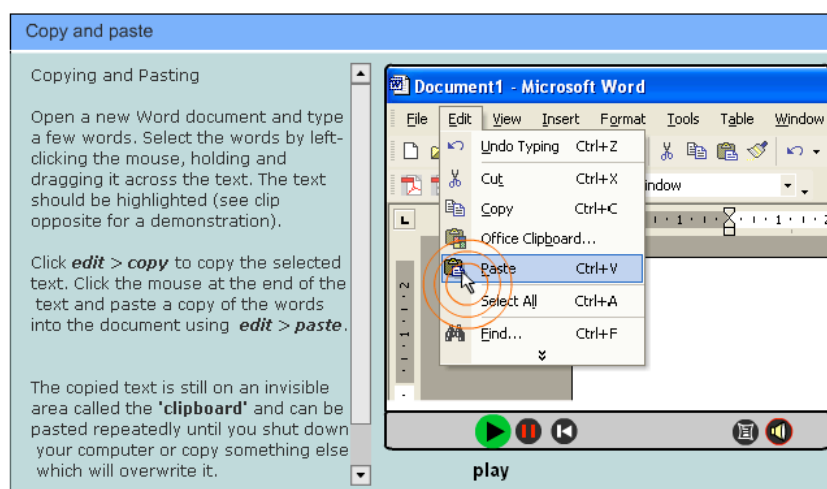 Copy and paste
Copying and Pasting
Open a new Word document and type
a few words. Select the words by left-
clicking the mouse, holding and
dragging it across the text. The text
should be highlighted (see clip
opposite for a demonstration).
Click edit > copy to copy the selected
text. Click the mouse at the end of the
text and paste a copy of the words
into the document using edit > paste.
The copied text is still on an invisible
area called the 'clipboard' and can be
pasted repeatedly until you shut down
your computer or copy something else
which will overwrite it.
Document1 - Microsoft Word
File Edit View Insert Format Tools Table Window
Undo Typing Ctrl+Z
Cut Ctrl+X
Copy Ctrl+C
Office Clipboard...
Paste Ctrl+V
Select All Ctrl+A
Find... Ctrl+F
indow
L
1 1 2
2 1
play